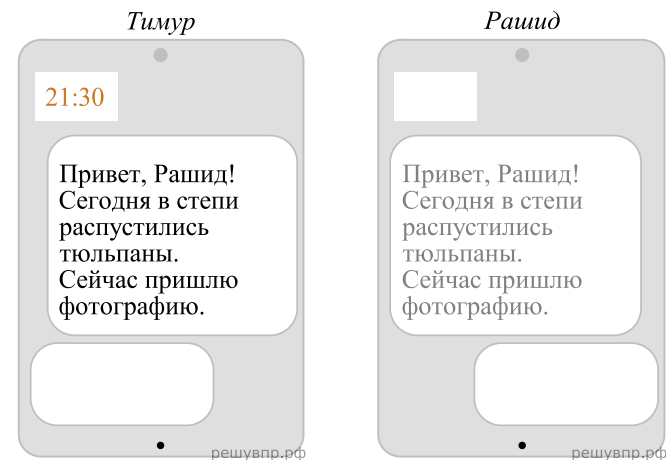 Тимур
21:30
Привет, Рашид!
Сегодня в степи
распустились
тюльпаны.
Сейчас пришлю
фотографию.
решувпр.рф
Рашид
Привет, Рашид!
Сегодня в степи
распустились
тюльпаны.
Сейчас пришлю
фотографию.
решувпр.рф